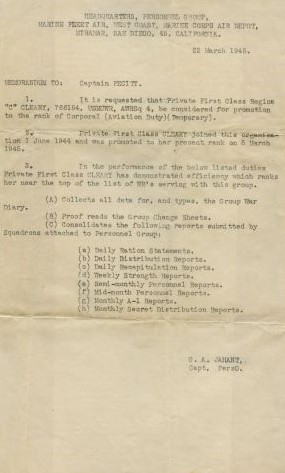 HEADQUARTERS, PERSONNEL GROUP,
MARINE FLEET AIR, WEST COAST, MARINE CORPS AIR DEPOT,
MIRAMAR, SAN DIEGO, 45, CALIFORNIA.
22 March 1945.
MEMORANDUM TO: Captain
1. It is requested that Private First Class Regina
"C" CLEARY, 766154, AWRS 4, be considered for promotion
to the rank of Corporal (Aviation Duty)(Temporary).
2. Private First Class CLEARY joined this organiza-
tion 1 June 1944 and was promoted to her present rank on 5 March
1945.
3. In the performance of the below listed duties
Private First Class CLEARY has demonstrated efficiency which ranks
her near the top of the list of WR's serving with this group.
(A) Collects all data for, and types, the Group War
Diary.
(B) Proof reads the Group Change Sheets.
(C) Consolidates the following reports submitted by
Squadrons attached to Personnel Group:
(a) Daily Ration Statements.
(b) Daily Distribution Reports.
(c) Daily Recapitulation Reports.
(d) Weekly Strength Reports.
(e) Semi-monthly Personnel Reports.
(f) Mid-month Personnel Reports.
(g) Monthly A-1 Reports.
(h) Monthly Secret Distribution Reports.
Capt. PersO.